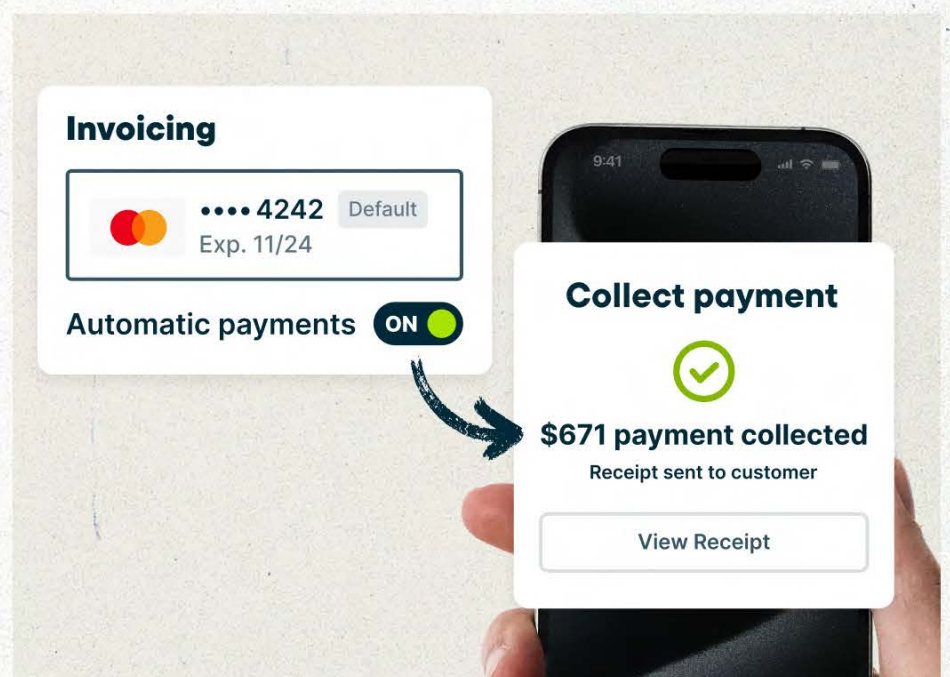 Invoicing
•••• 4242 Default
Exp. 11/24
Automatic payments ON
9:41
Collect payment
$671 payment collected
Receipt sent to customer
View Receipt